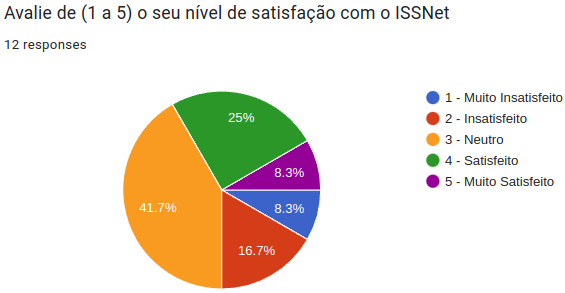 Avalie de (1 a 5) o seu nível de satisfação com o ISSNet
12 responses
25%
8.3%
8.3%
16.7%
41.7%
1 - Muito Insatisfeito
2 - Insatisfeito
3 - Neutro
4 - Satisfeito
5 - Muito Satisfeito